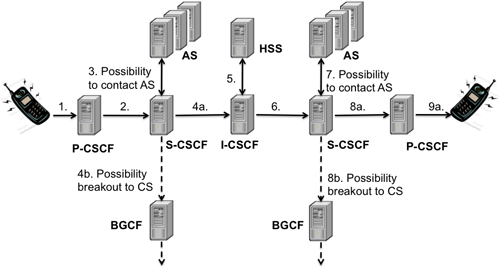 AS
HSS
AS
3. Possibility
to contact AS
5.
7. Possibility
to contact AS
1.
2.
4a.
6.
8a.
9a.
P-CSCF
S-CSCF
I-CSCF
S-CSCF
P-CSCF
4b. Possibility
breakout to CS
8b. Possibility
breakout to CS
BGCF
BGCF